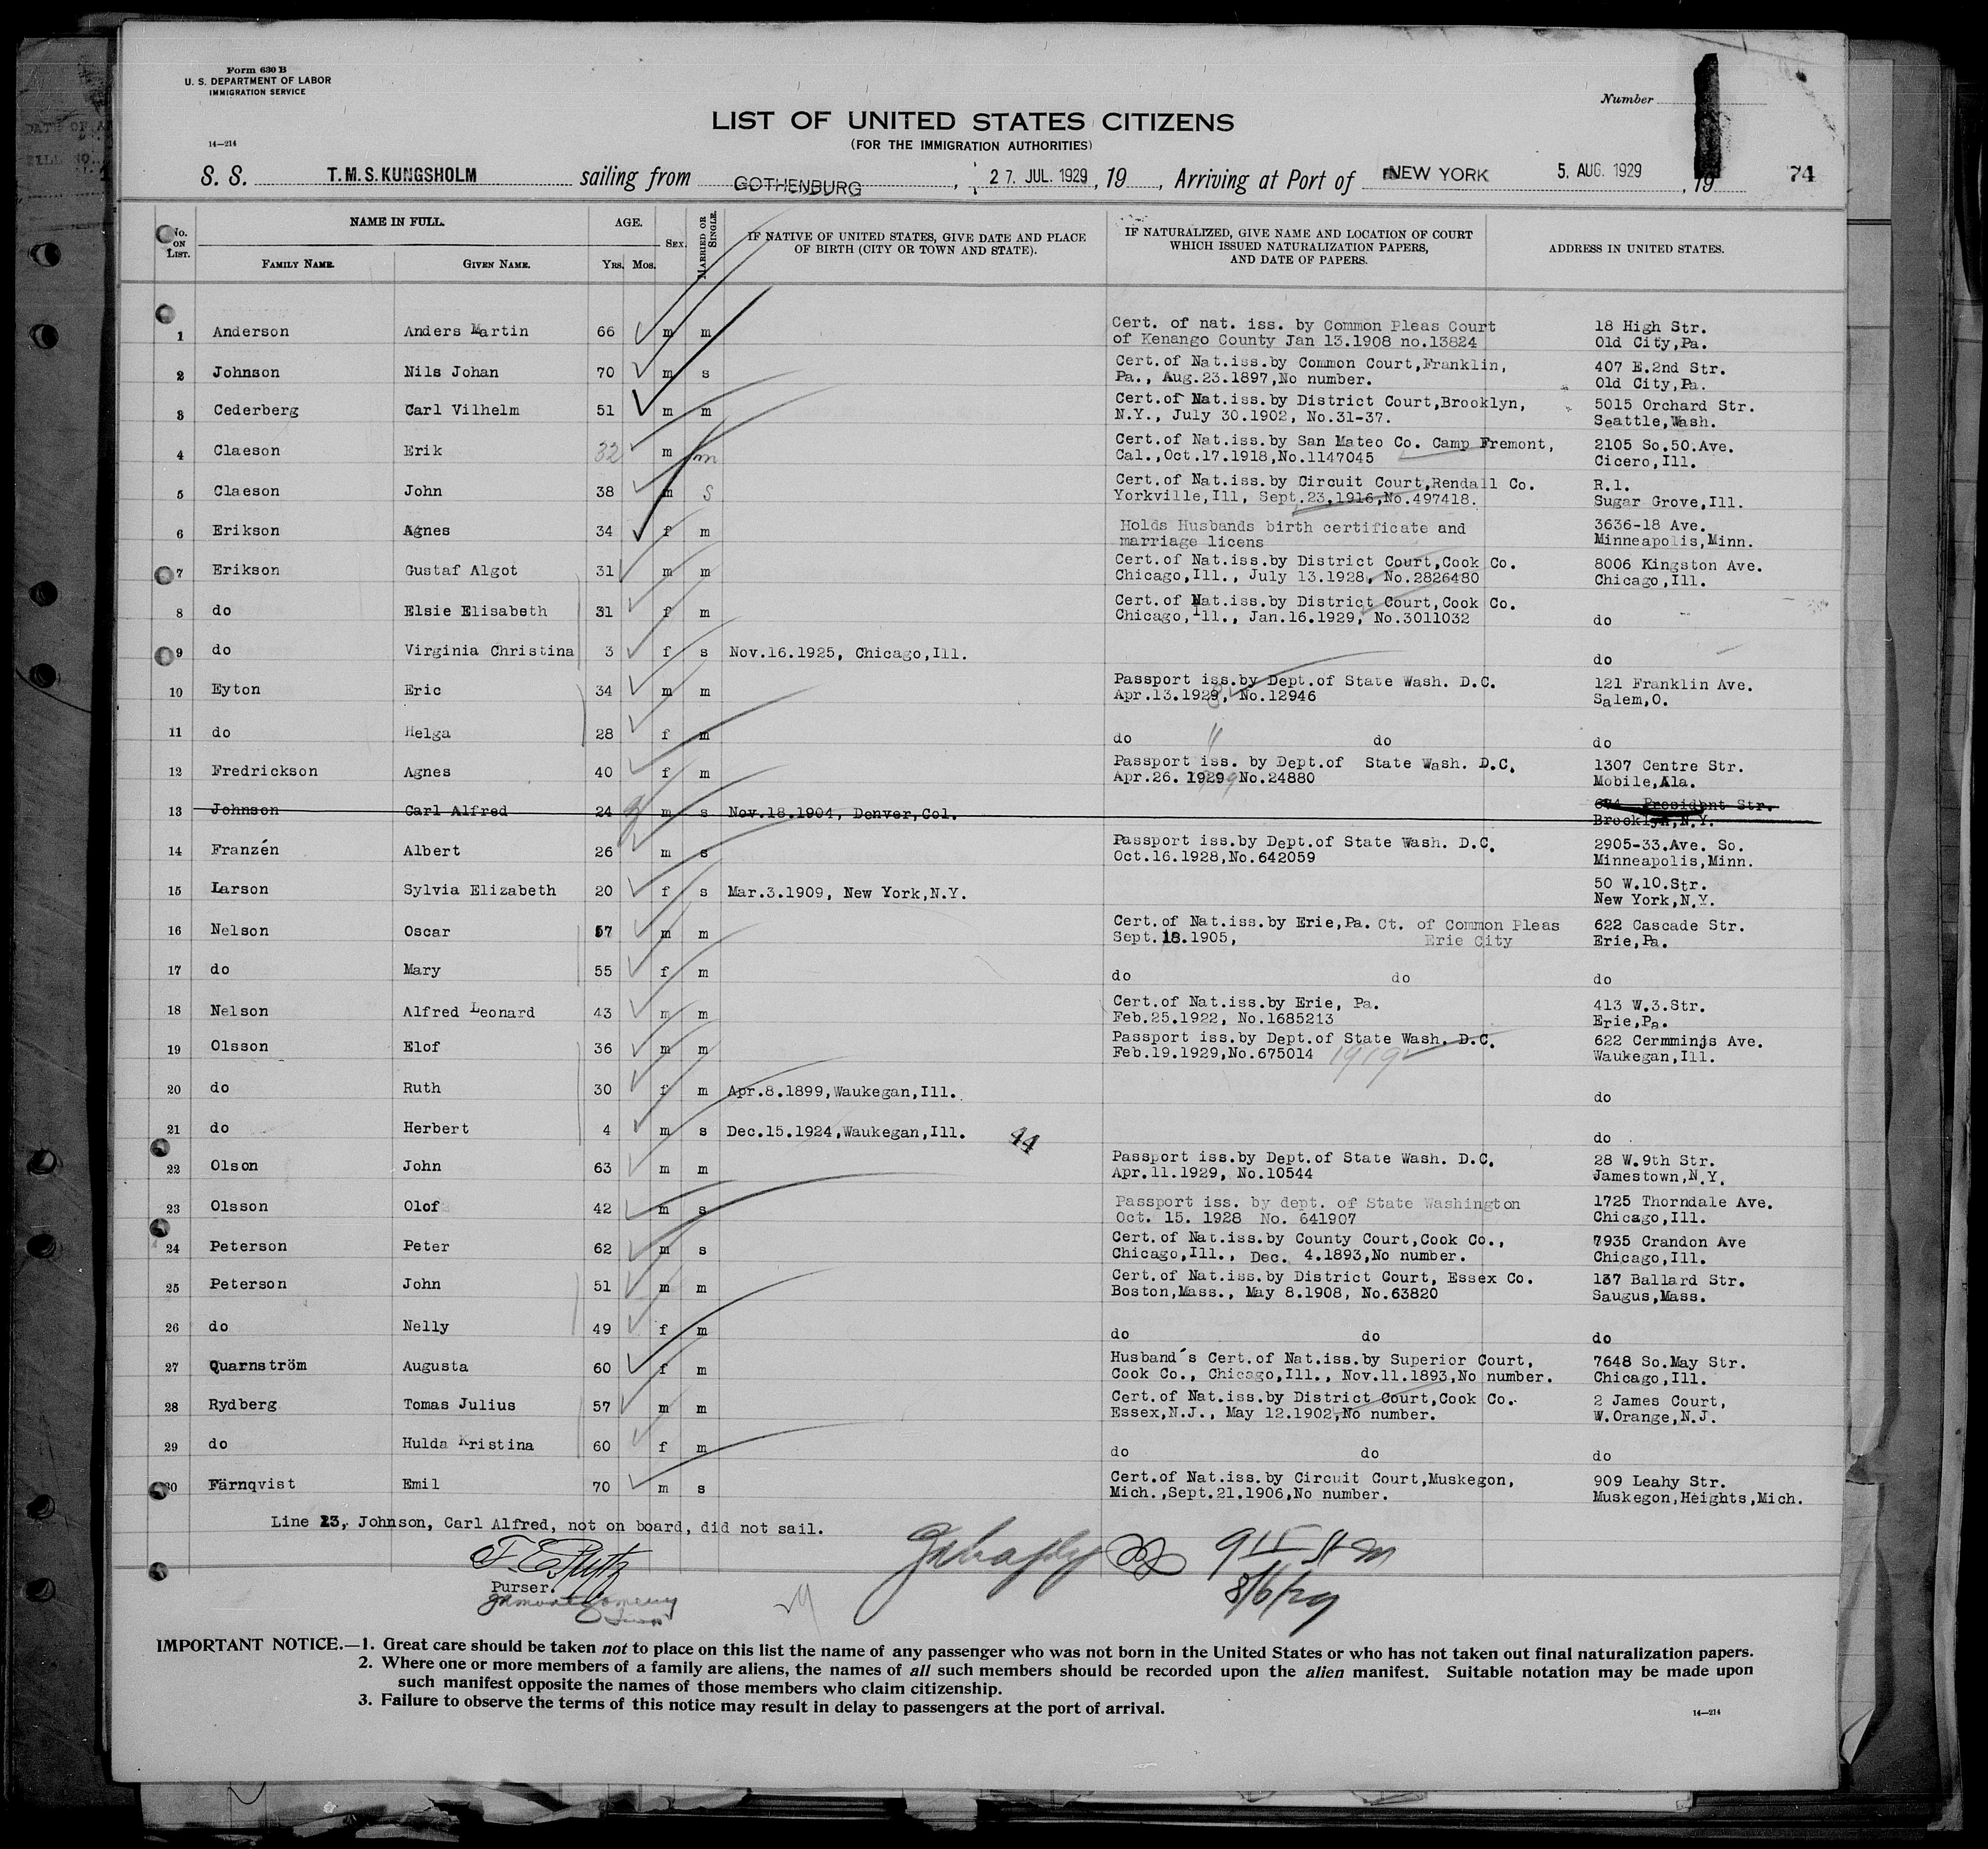 Form 630 B
U. S. DEPARTMENT OF LABOR
IMMIGRATION SERVICE
Number
LIST OF UNITED STATES CITIZENS
(FOR THE IMMIGRATION AUTHORITIES)
14—214
S. S. T. M. S. KUNGSHOLM sailing from GOTHENBURG, 27. JUL. 1929, 19, Arriving at Port of NEW YORK 5. AUG. 1929, 19 74
No. ON LIST. NAME IN FULL. FAMILY NAME. GIVEN NAME. AGE. YRS. MOS. SEX. MARRIED OR SINGLE. IF NATIVE OF UNITED STATES, GIVE DATE AND PLACE OF BIRTH (CITY OR TOWN AND STATE). IF NATURALIZED, GIVE NAME AND LOCATION OF COURT WHICH ISSUED NATURALIZATION PAPERS, AND DATE OF PAPERS. ADDRESS IN UNITED STATES.
1 Anderson Anders Martin 66 m m Cert. of nat. iss. by Common Pleas Court 18 High Str.
of Kenango County Jan 13.1908 no.13824 Old City,Pa.
2 Johnson Nils Johan 70 m s Cert.of Nat.iss.by Common Court,Franklin, 407 E.2nd Str.
Pa., Aug.23.1897,No number. Old City,Pa.
3 Cederberg Carl Vilhelm 51 m m Cert.of Nat.iss.by District Court,Brooklyn, 5015 Orchard Str.
N.Y., July 30.1902, No.31-37. Seattle,Wash.
4 Claeson Erik 32 m m Cert.of Nat.iss.by San Mateo Co. Camp Fremont, 2105 So.50.Ave.
Cal.,Oct.17.1918,No.1147045 Cicero,Ill.
5 Claeson John 38 m s Cert.of Nat.iss.by Circuit Court,Rendall Co. R.1.
Yorkville,Ill, Sept.23,1916,No.497418. Sugar Grove,Ill.
6 Erikson Agnes 34 f m Holds Husbands birth certificate and 3636-18 Ave.
marriage licens Minneapolis,Minn.
7 Erikson Gustaf Algot 31 m m Cert.of Nat.iss.by District Court,Cook Co. 8006 Kingston Ave.
Chicago,Ill., July 13.1928, No.2826480 Chicago,Ill.
8 do Elsie Elisabeth 31 f m Cert.of Nat.iss.by District Court,Cook Co.
Chicago,Ill., Jan.16.1929, No.3011032 do
9 do Virginia Christina 3 f s Nov.16.1925, Chicago,Ill. do
10 Eyton Eric 34 m m Passport iss.by Dept.of State Wash. D.C. 121 Franklin Ave.
Apr.13.1929, No.12946 8 Salem,O.
11 do Helga 28 f m do " do do
12 Fredrickson Agnes 40 f m Passport iss. by Dept.of State Wash. D.C. 1307 Centre Str.
Apr.26. 1929 No.24880 Mobile,Ala.
13 Johnson Carl Alfred 24 m s Nov.18.1904, Denver,Col. President Str.
Brooklyn,N.Y.
14 Franzén Albert 26 m s Passport iss.by Dept.of State Wash. D.C. 2905-33.Ave. So.
Oct.16.1928,No.642059 Minneapolis,Minn.
15 Larson Sylvia Elizabeth 20 f s Mar.3.1909, New York,N.Y. 50 W.10.Str.
New York,N.Y.
16 Nelson Oscar 57 m m Cert.of Nat.iss.by Erie,Pa. Ct. of Common Pleas 622 Cascade Str.
Sept.18.1905, Erie City Erie,Pa.
17 do Mary 55 f m do do do
18 Nelson Alfred Leonard 43 m m Cert.of Nat.iss.by Erie, Pa. 413 W.3.Str.
Feb.25.1922, No.1685213 Erie,Pa.
19 Olsson Elof 36 m m Passport iss.by Dept.of State Wash. D.C. 622 Cermminjs Ave.
Feb.19.1929,No.675014 1919 Waukegan,Ill.
20 do Ruth 30 f m Apr.8.1899,Waukegan,Ill. do
21 do Herbert 4 m s Dec.15.1924,Waukegan,Ill. 44 do
22 Olson John 63 m m Passport iss.by Dept.of State Wash. D.C. 28 W.9th Str.
Apr.11.1929, No.10544 Jamestown,N.Y.
23 Olsson Olof 42 m s Passport iss. by dept. of State Washington 1725 Thorndale Ave.
Oct. 15. 1928 No. 641907 Chicago,Ill.
24 Peterson Peter 62 m s Cert.of Nat.iss.by County Court,Cook Co., 7935 Crandon Ave
Chicago,Ill., Dec. 4.1893,No number. Chicago,Ill.
25 Peterson John 51 m m Cert.of Nat.iss.by District Court, Essex Co. 137 Ballard Str.
Boston,Mass., May 8.1908, No.63820 Saugus,Mass.
26 do Nelly 49 f m do do do
27 Quarnström Augusta 60 f m Husband´s Cert.of Nat.iss.by Superior Court, 7648 So.May Str.
Cook Co., Chicago,Ill., Nov.11.1893,No number. Chicago,Ill.
28 Rydberg Tomas Julius 57 m m Cert.of Nat.iss.by District Court,Cook Co. 2 James Court,
Essex,N.J., May 12.1902,No number. W.Orange,N.J.
29 do Hulda Kristina 60 f m do do do
30 Färnqvist Emil 70 m s Cert.of Nat.iss.by Circuit Court,Muskegon, 909 Leahy Str.
Mich.,Sept.21.1906,No number. Muskegon,Heights,Mich.
Line 13, Johnson, Carl Alfred, not on board, did not sail.
Purser.
8/6/29
IMPORTANT NOTICE.—1. Great care should be taken not to place on this list the name of any passenger who was not born in the United States or who has not taken out final naturalization papers.
2. Where one or more members of a family are aliens, the names of all such members should be recorded upon the alien manifest. Suitable notation may be made upon
such manifest opposite the names of those members who claim citizenship.
3. Failure to observe the terms of this notice may result in delay to passengers at the port of arrival.
14—214